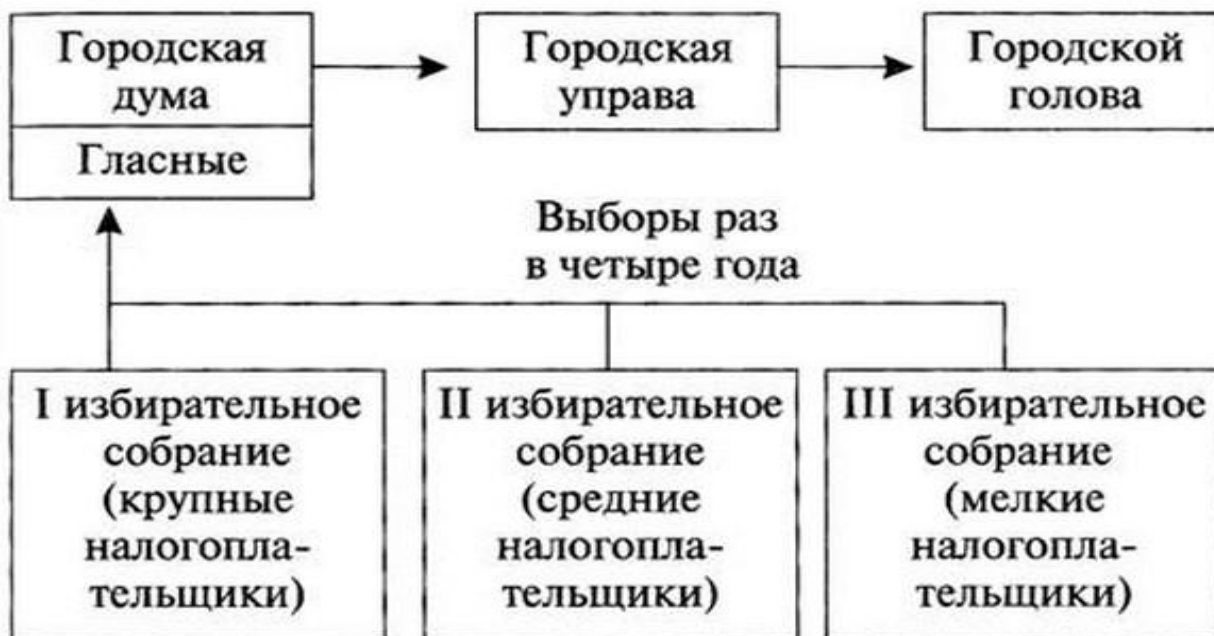 Городская
дума
Гласные
Городская
управа
Городской
голова
Выборы раз
в четыре года
I избирательное
собрание
(крупные
налогопла-
тельщики)
II избирательное
собрание
(средние
налогопла-
тельщики)
III избирательное
собрание
(мелкие
налогопла-
тельщики)